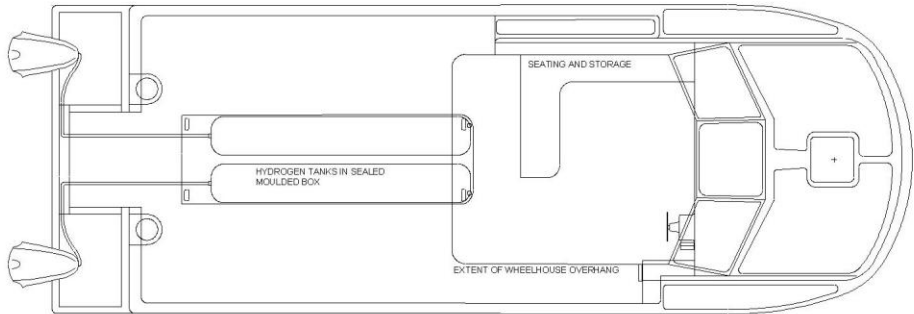 SEATING AND STORAGE
HYDROGEN TANKS IN SEALED
MOULDED BOX
EXTENT OF WHEELHOUSE OVERHANG